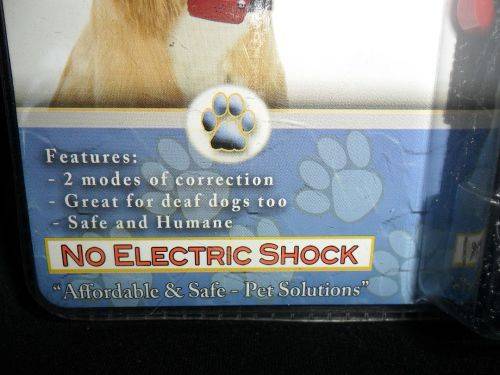 Features:
- 2 modes of correction
- Great for deaf dogs too
- Safe and Humane
NO ELECTRIC SHOCK
"Affordable & Safe - Pet Solutions"